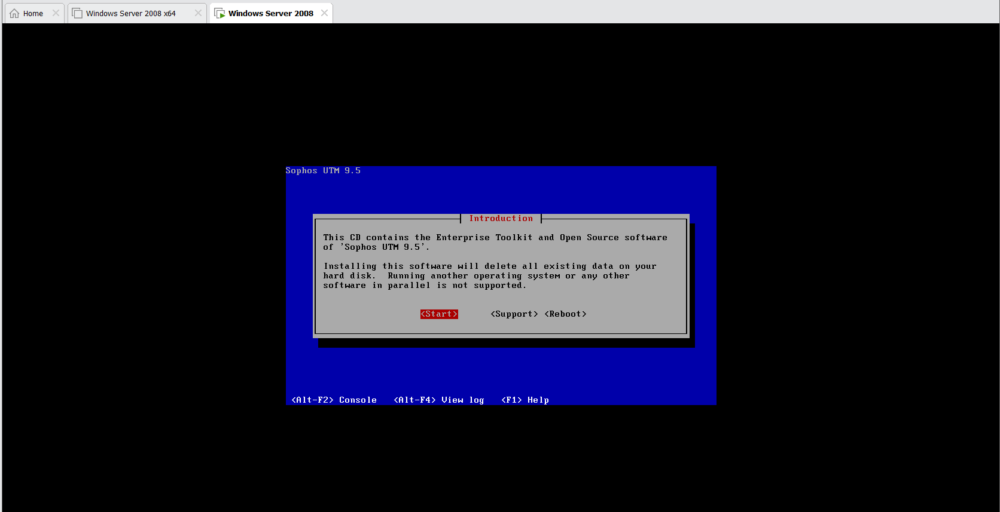 Home
Windows Server 2008 x64
Windows Server 2008
Sophos UTM 9.5
Introduction
This CD contains the Enterprise Toolkit and Open Source software
of 'Sophos UTM 9.5'.
Installing this software will delete all existing data on your
hard disk.  Running another operating system or any other
software in parallel is not supported.
<Start> <Support> <Reboot>
<Alt-F2> Console <Alt-F4> View log <F1> Help